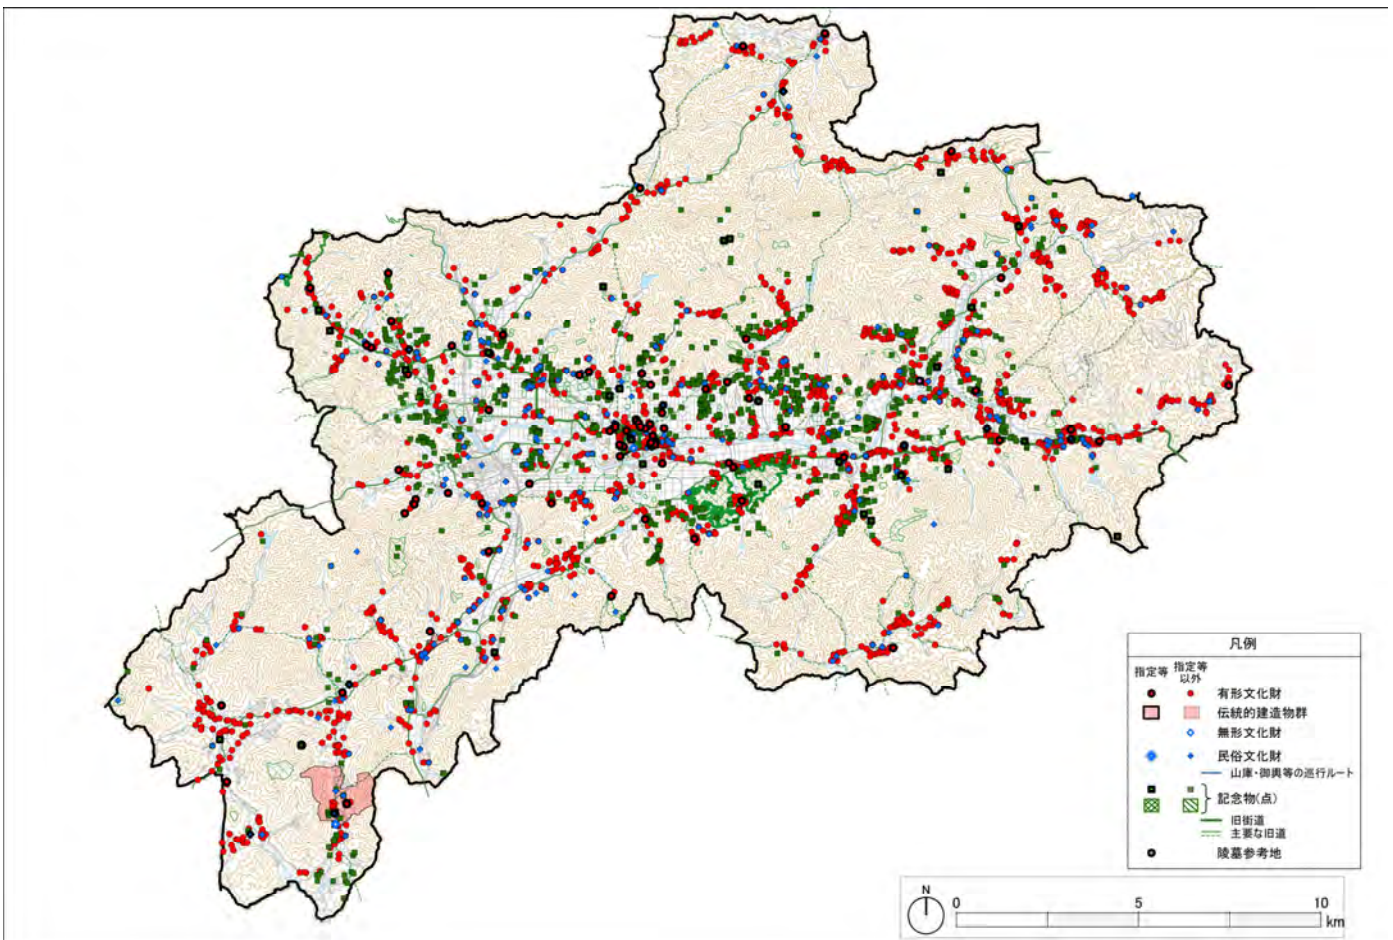 凡例
指定等 指定等以外
有形文化財
伝統的建造物群
無形文化財
民俗文化財
山車・御輿等の巡行ルート
記念物(点)
旧街道
主要な旧道
陵墓参考地
N
0 5 10
km